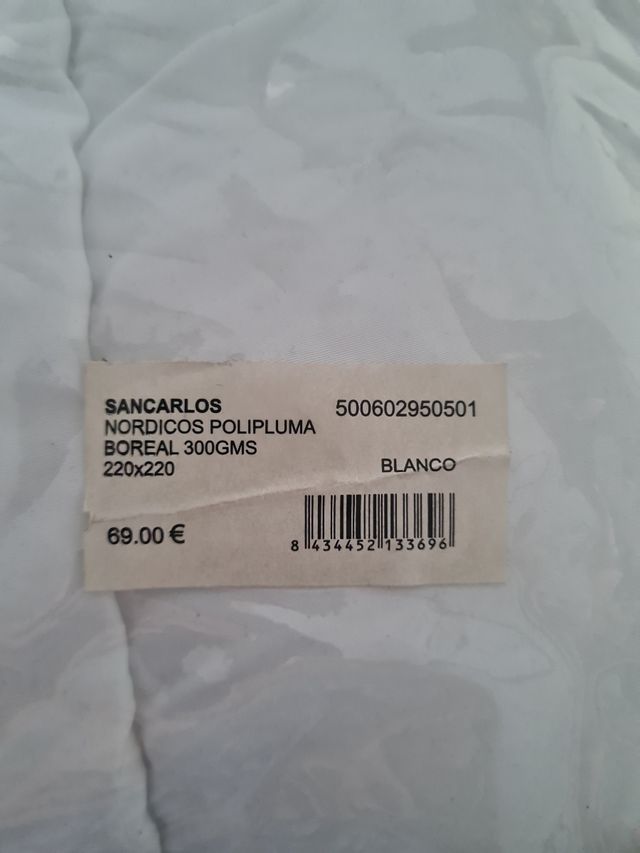 SANCARLOS 500602950501
NORDICOS POLIPLUMA
BOREAL 300GMS
220x220 BLANCO
69.00 €
8 434452 133696